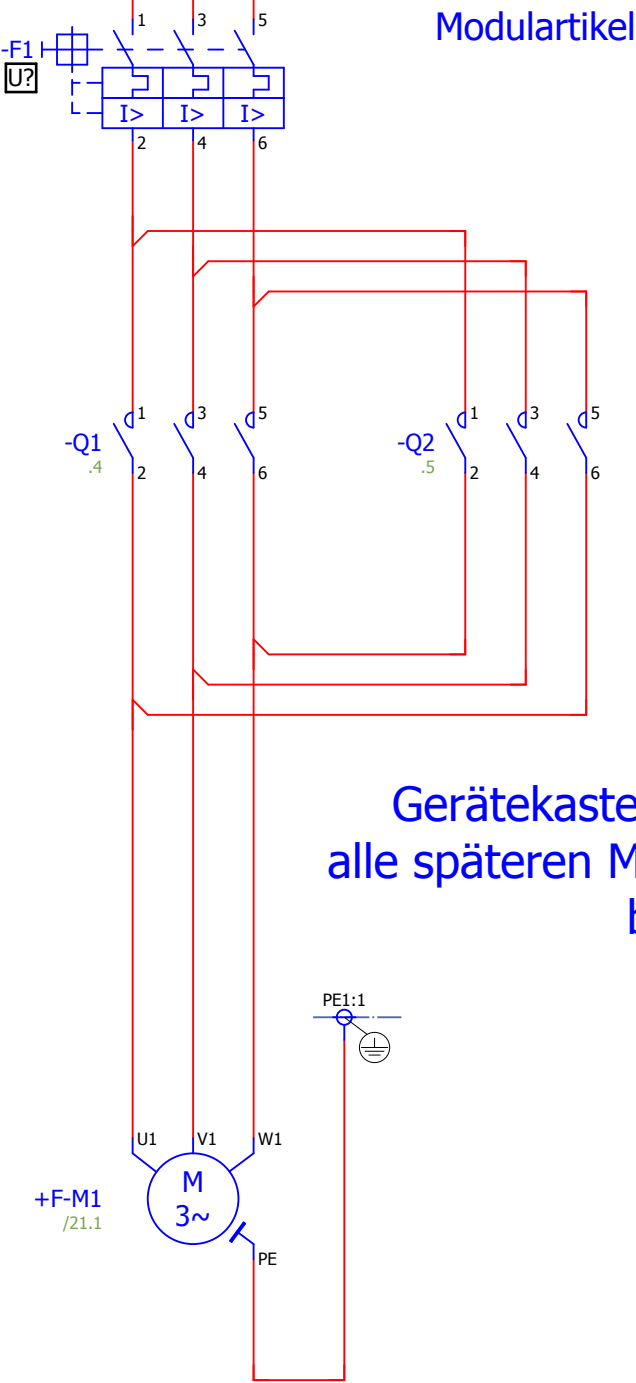 1 3 5
Modulartikel
-F1
U?
I> I> I>
2 4 6
1 3 5 1 3 5
-Q1 -Q2
.4 .5
2 4 6 2 4 6
Gerätekaste
alle späteren M
b
PE1:1
U1 V1 W1
M
3~
+F-M1
/21.1
PE